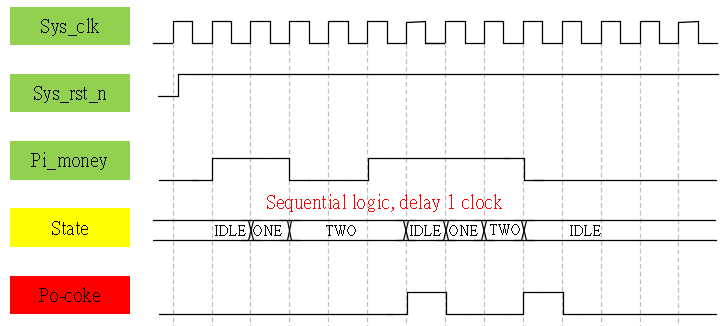 Sys_clk
Sys_rst_n
Pi_money
Sequential logic, delay 1 clock
State
IDLE ONE TWO IDLE ONE TWO IDLE
Po-coke